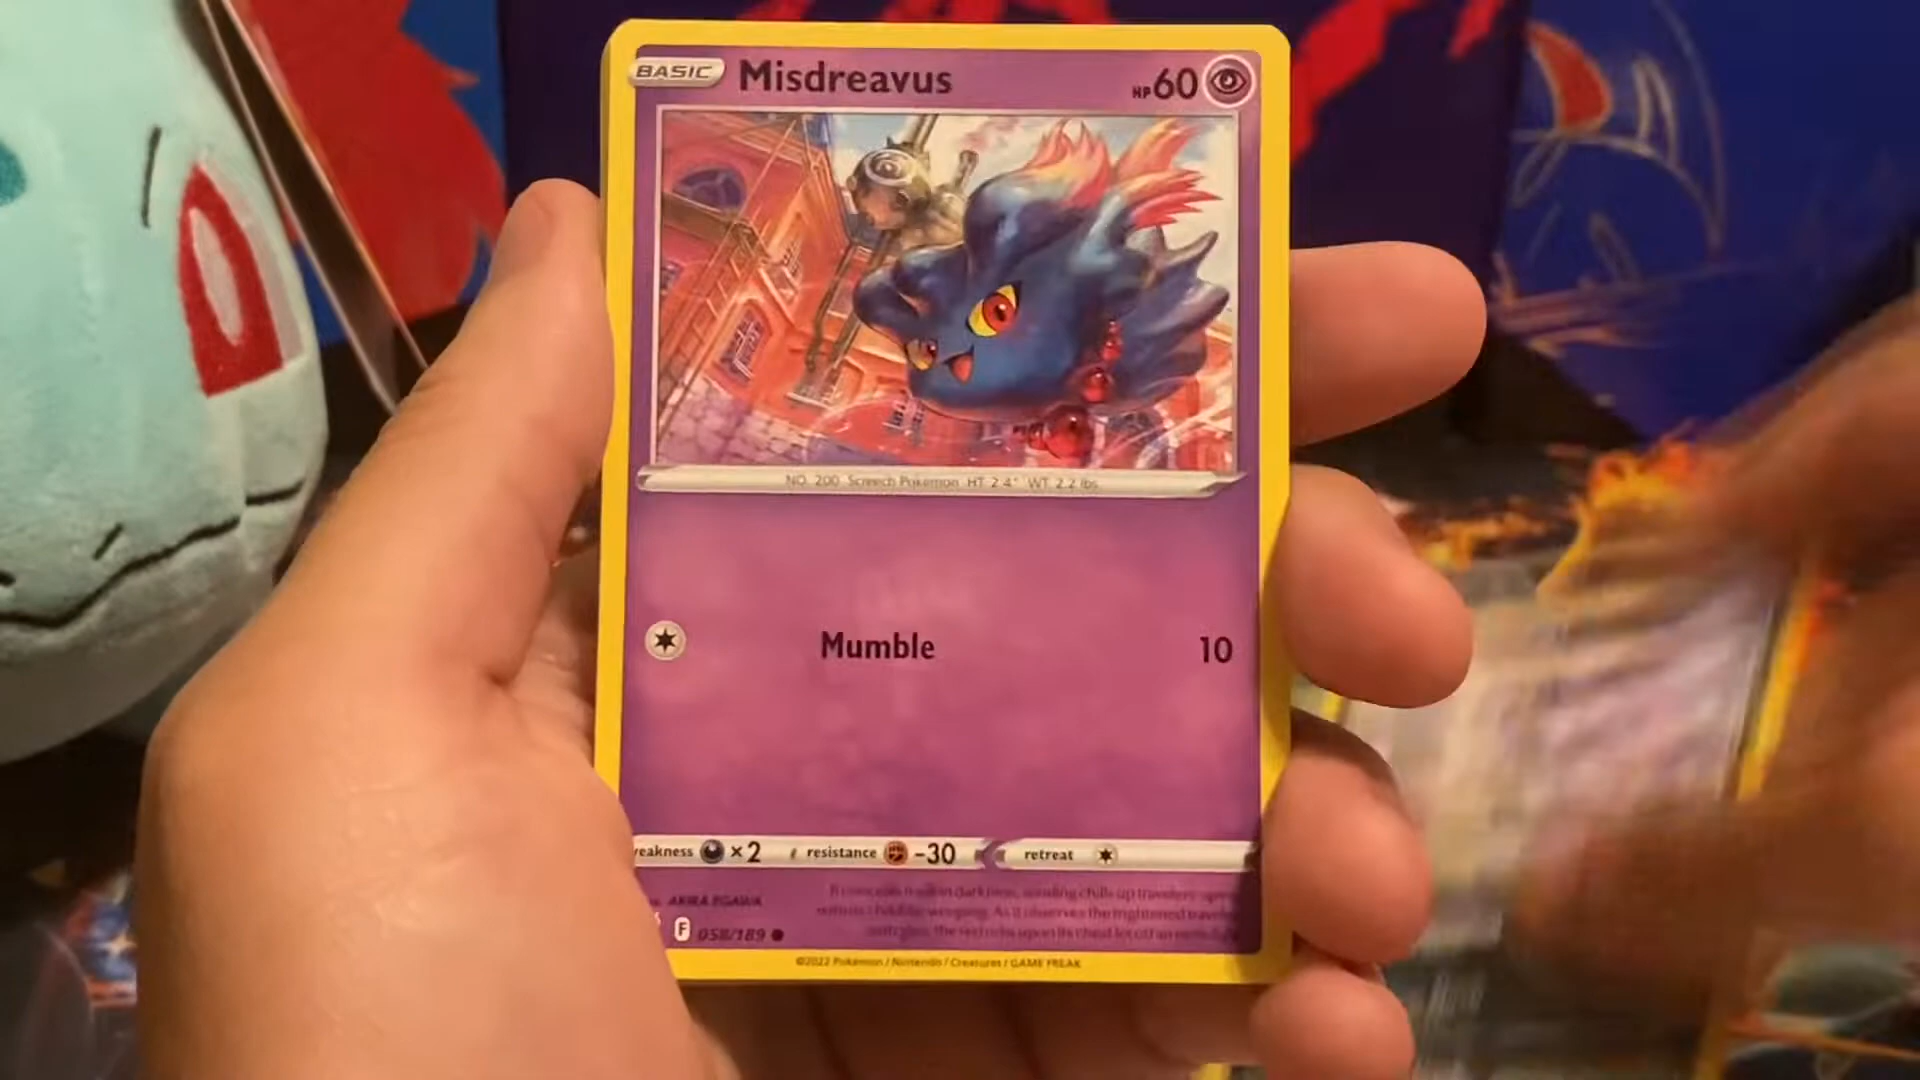 BASIC Misdreavus HP60
NO. 200 Screech Pokémon HT 2'4" WT 2.2 lbs.
Mumble 10
weakness ×2 resistance -30 retreat
AKIRA EGAWA
F 058/189
©2022 Pokémon / Nintendo / Creatures / GAME FREAK